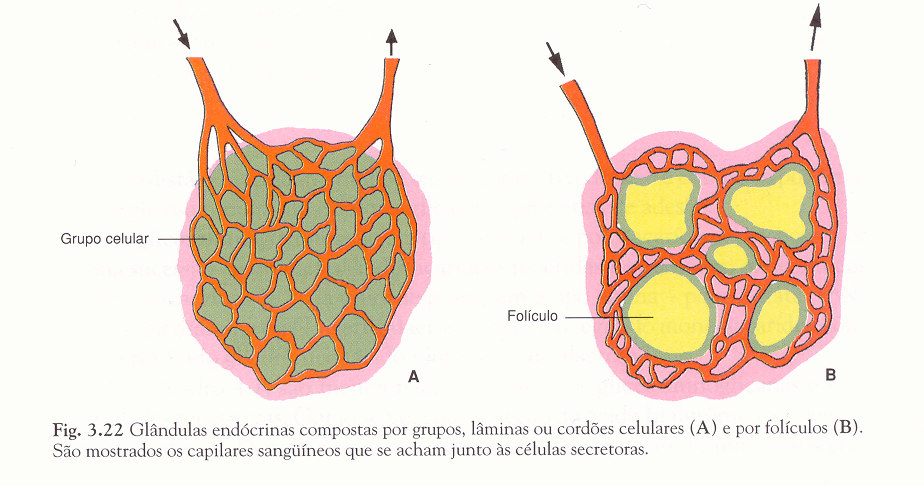 Grupo celular
Folículo
A
B
Fig. 3.22 Glândulas endócrinas compostas por grupos, lâminas ou cordões celulares (A) e por folículos (B).
São mostrados os capilares sangüíneos que se acham junto às células secretoras.